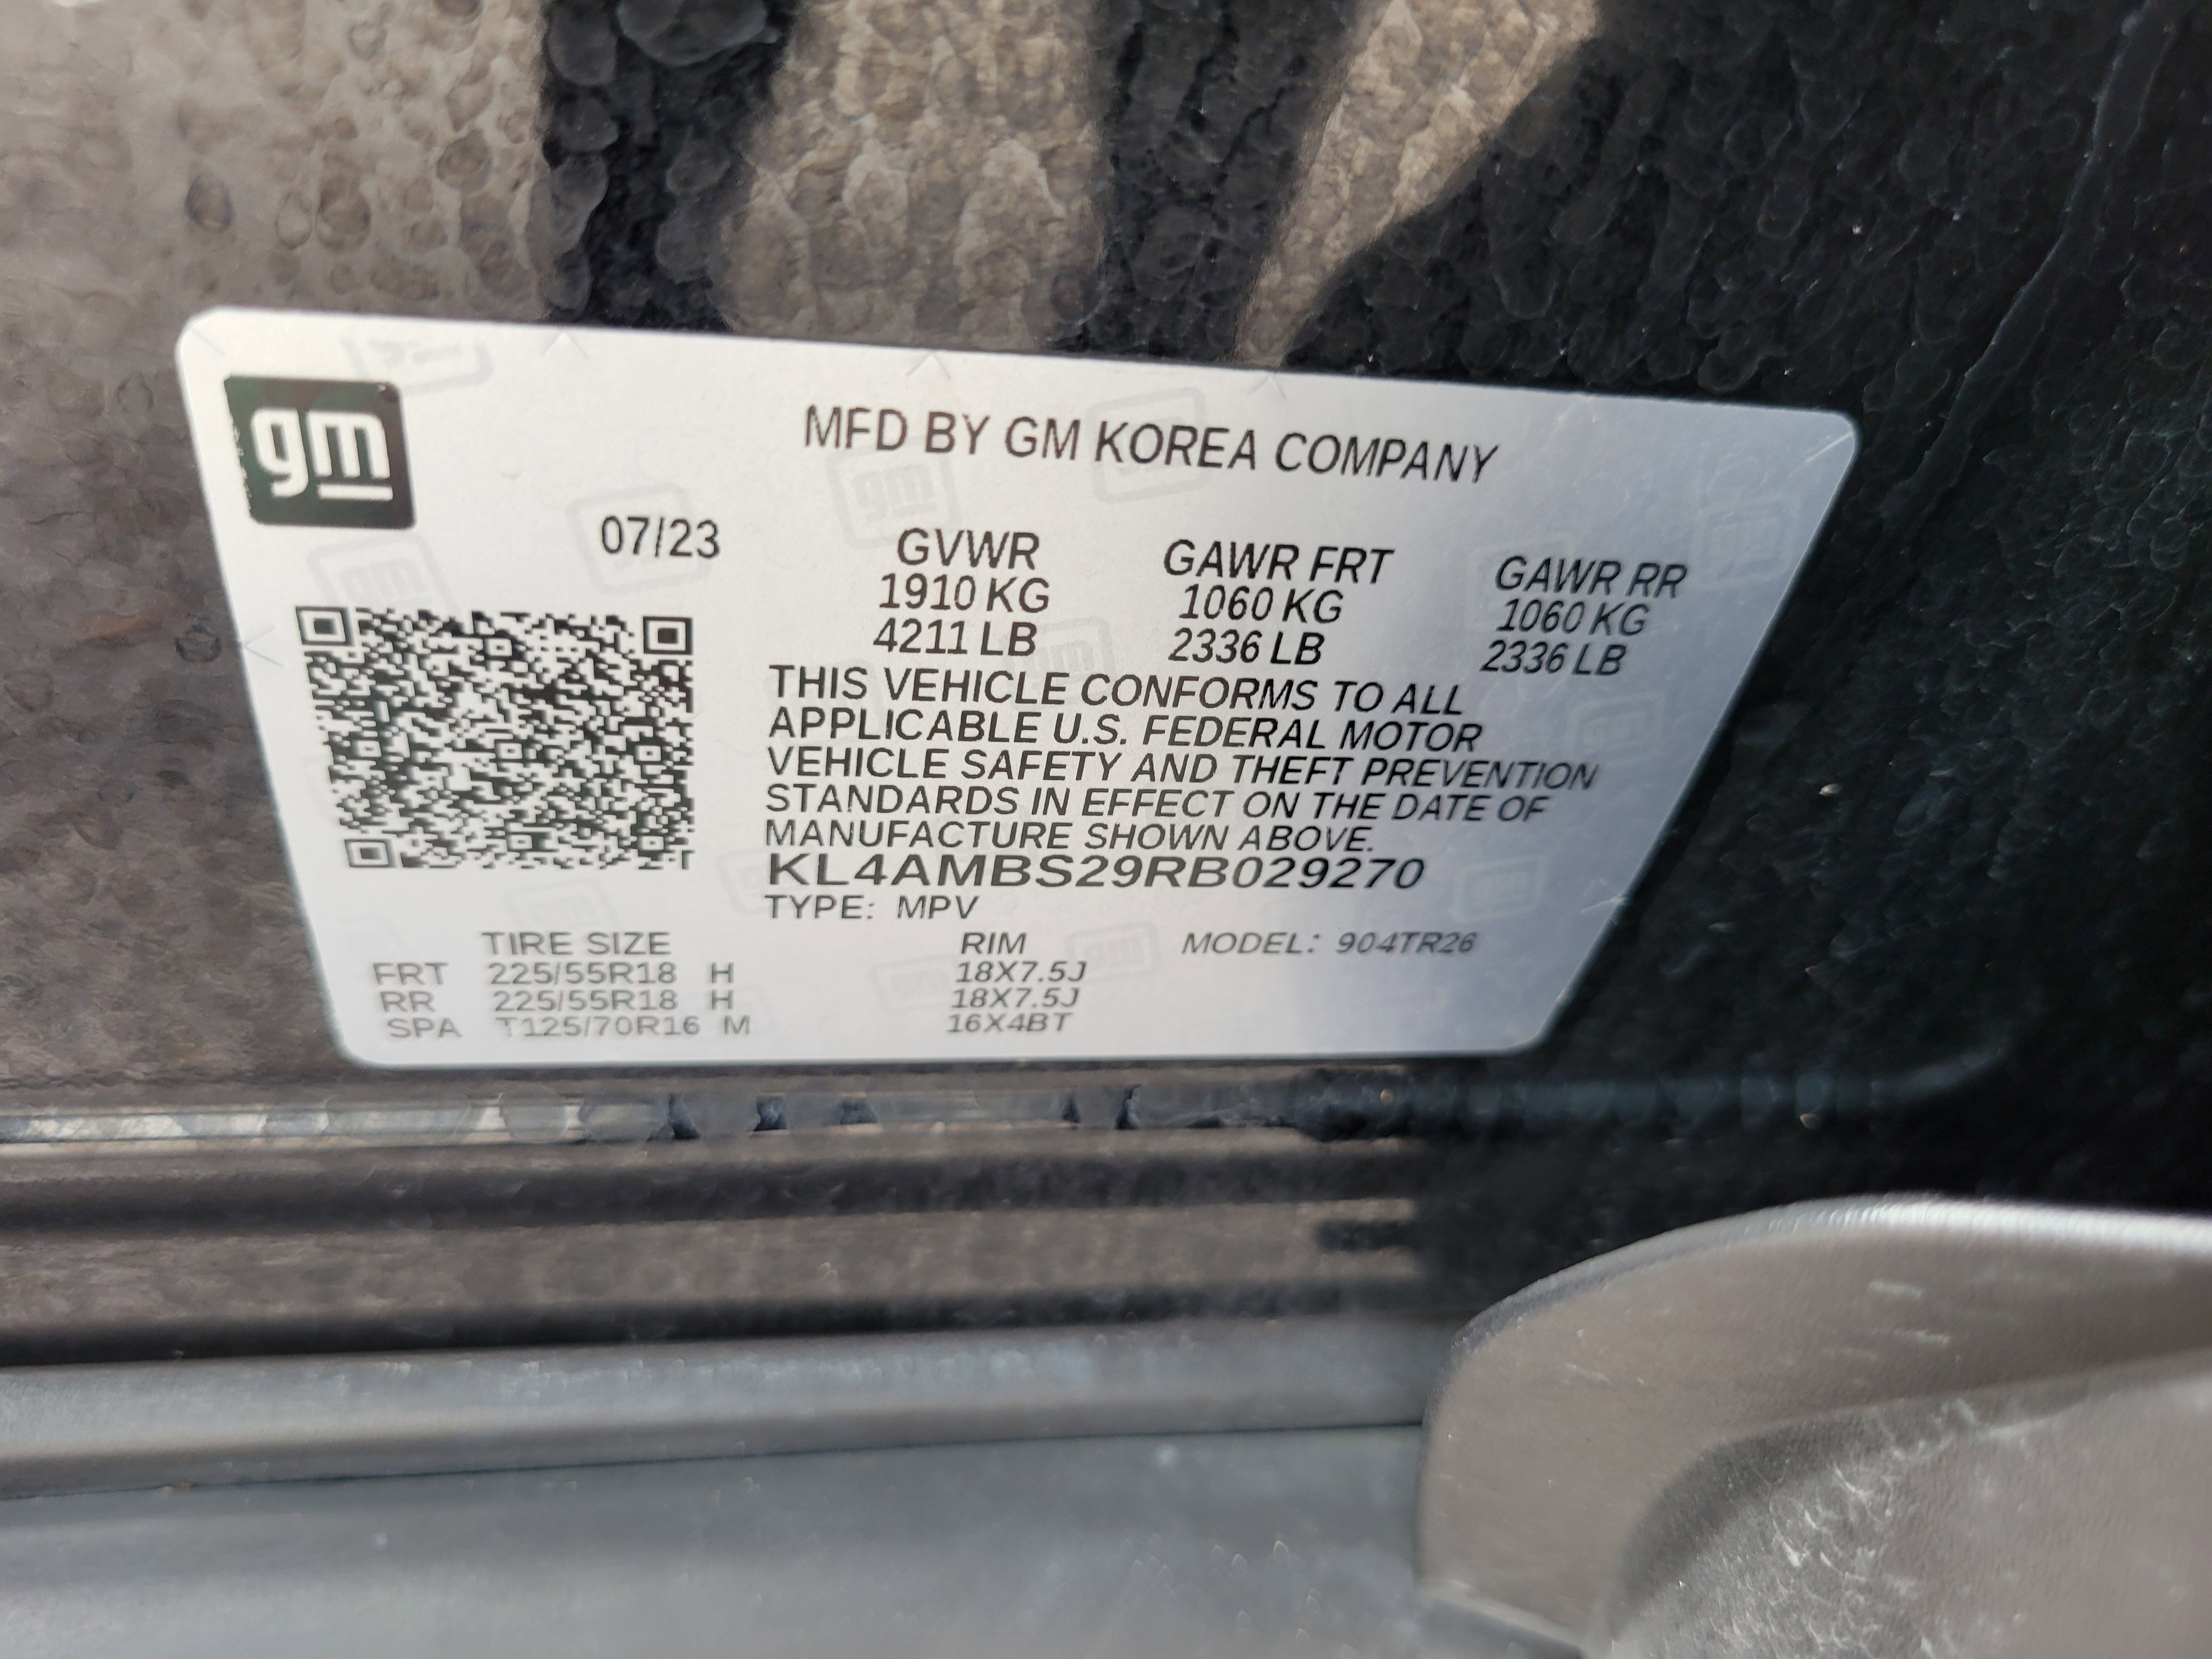 gm
MFD BY GM KOREA COMPANY
07/23 GVWR GAWR FRT GAWR RR
1910 KG 1060 KG 1060 KG
4211 LB 2336 LB 2336 LB
THIS VEHICLE CONFORMS TO ALL
APPLICABLE U.S. FEDERAL MOTOR
VEHICLE SAFETY AND THEFT PREVENTION
STANDARDS IN EFFECT ON THE DATE OF
MANUFACTURE SHOWN ABOVE.
KL4AMBS29RB029270
TYPE: MPV
TIRE SIZE RIM MODEL: 904TR26
FRT 225/55R18 H 18X7.5J
RR 225/55R18 H 18X7.5J
SPA T125/70R16 M 16X4BT